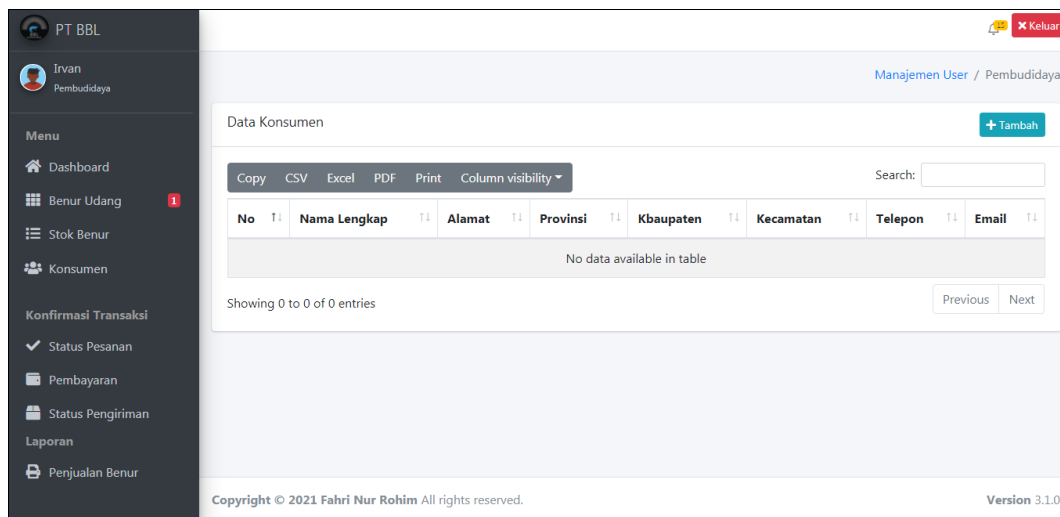 PT BBL
Keluar
Irvan
Pembudidaya
Manajemen User / Pembudidaya
Data Konsumen
Tambah
Menu
Dashboard
Benur Udang 1
Stok Benur
Konsumen
Konfirmasi Transaksi
Status Pesanan
Pembayaran
Status Pengiriman
Laporan
Penjualan Benur
Copy CSV Excel PDF Print Column visibility
Search:
No Nama Lengkap Alamat Provinsi Kbaupaten Kecamatan Telepon Email
No data available in table
Showing 0 to 0 of 0 entries
Previous Next
Copyright © 2021 Fahri Nur Rohim All rights reserved.
Version 3.1.0